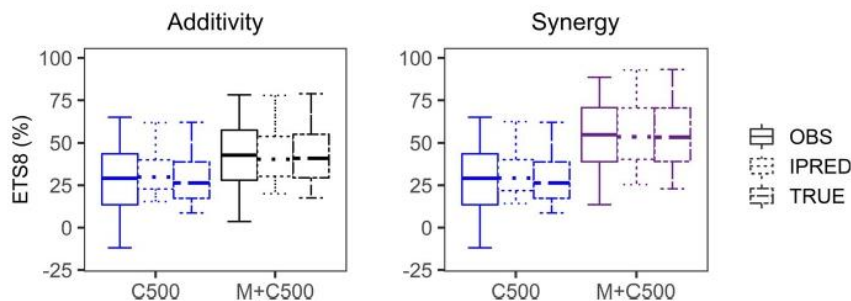 Additivity
Synergy
ETS8 (%)
100
75
50
25
0
-25
C500
M+C500
100
75
50
25
0
-25
C500
M+C500
OBS
IPRED
TRUE